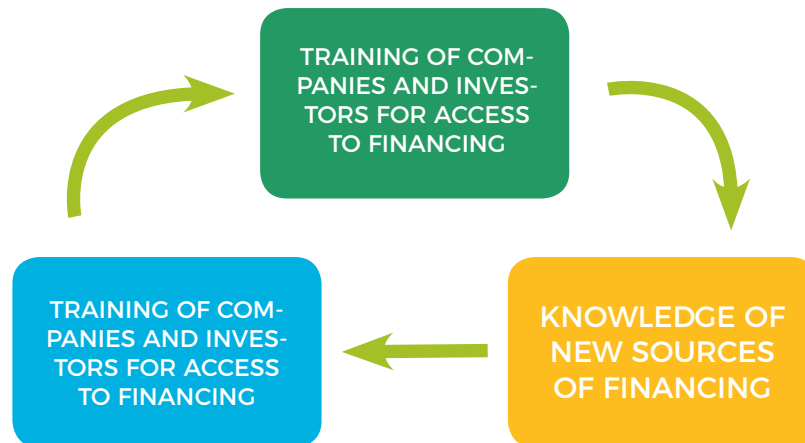 TRAINING OF COM-
PANIES AND INVES-
TORS FOR ACCESS
TO FINANCING
TRAINING OF COM-
PANIES AND INVES-
TORS FOR ACCESS
TO FINANCING
KNOWLEDGE OF
NEW SOURCES
OF FINANCING